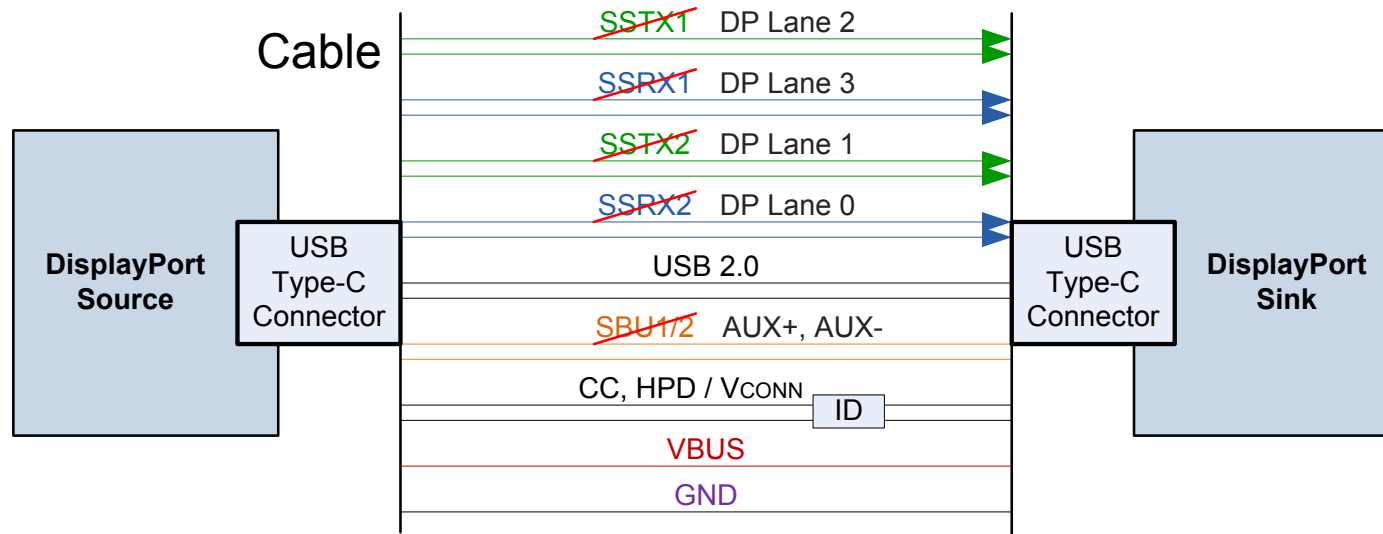 SSTX1 DP Lane 2
Cable
SSRX1 DP Lane 3
SSTX2 DP Lane 1
SSRX2 DP Lane 0
DisplayPort
Source
USB
Type-C
Connector
USB 2.0
SBU1/2 AUX+, AUX-
CC, HPD / VCONN
ID
VBUS
GND
USB
Type-C
Connector
DisplayPort
Sink